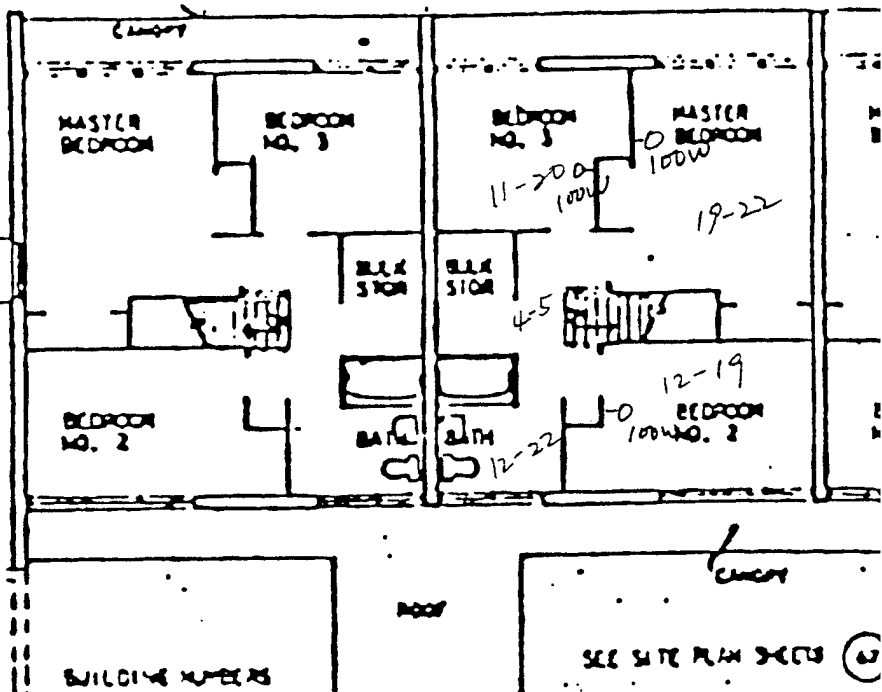 CANOPY
MASTER
BEDROOM
BEDROOM
NO. 3
BEDROOM
NO. 3
MASTER
BEDROOM
100W
11-20
100W
19-22
BULK
STOR
BULK
STOR
4-5
12-19
BEDROOM
NO. 2
BATH
BATH
12-22
100W
BEDROOM
NO. 2
CANOPY
ROOF
BUILDING NUMBERS
SEE SITE PLAN SHEETS